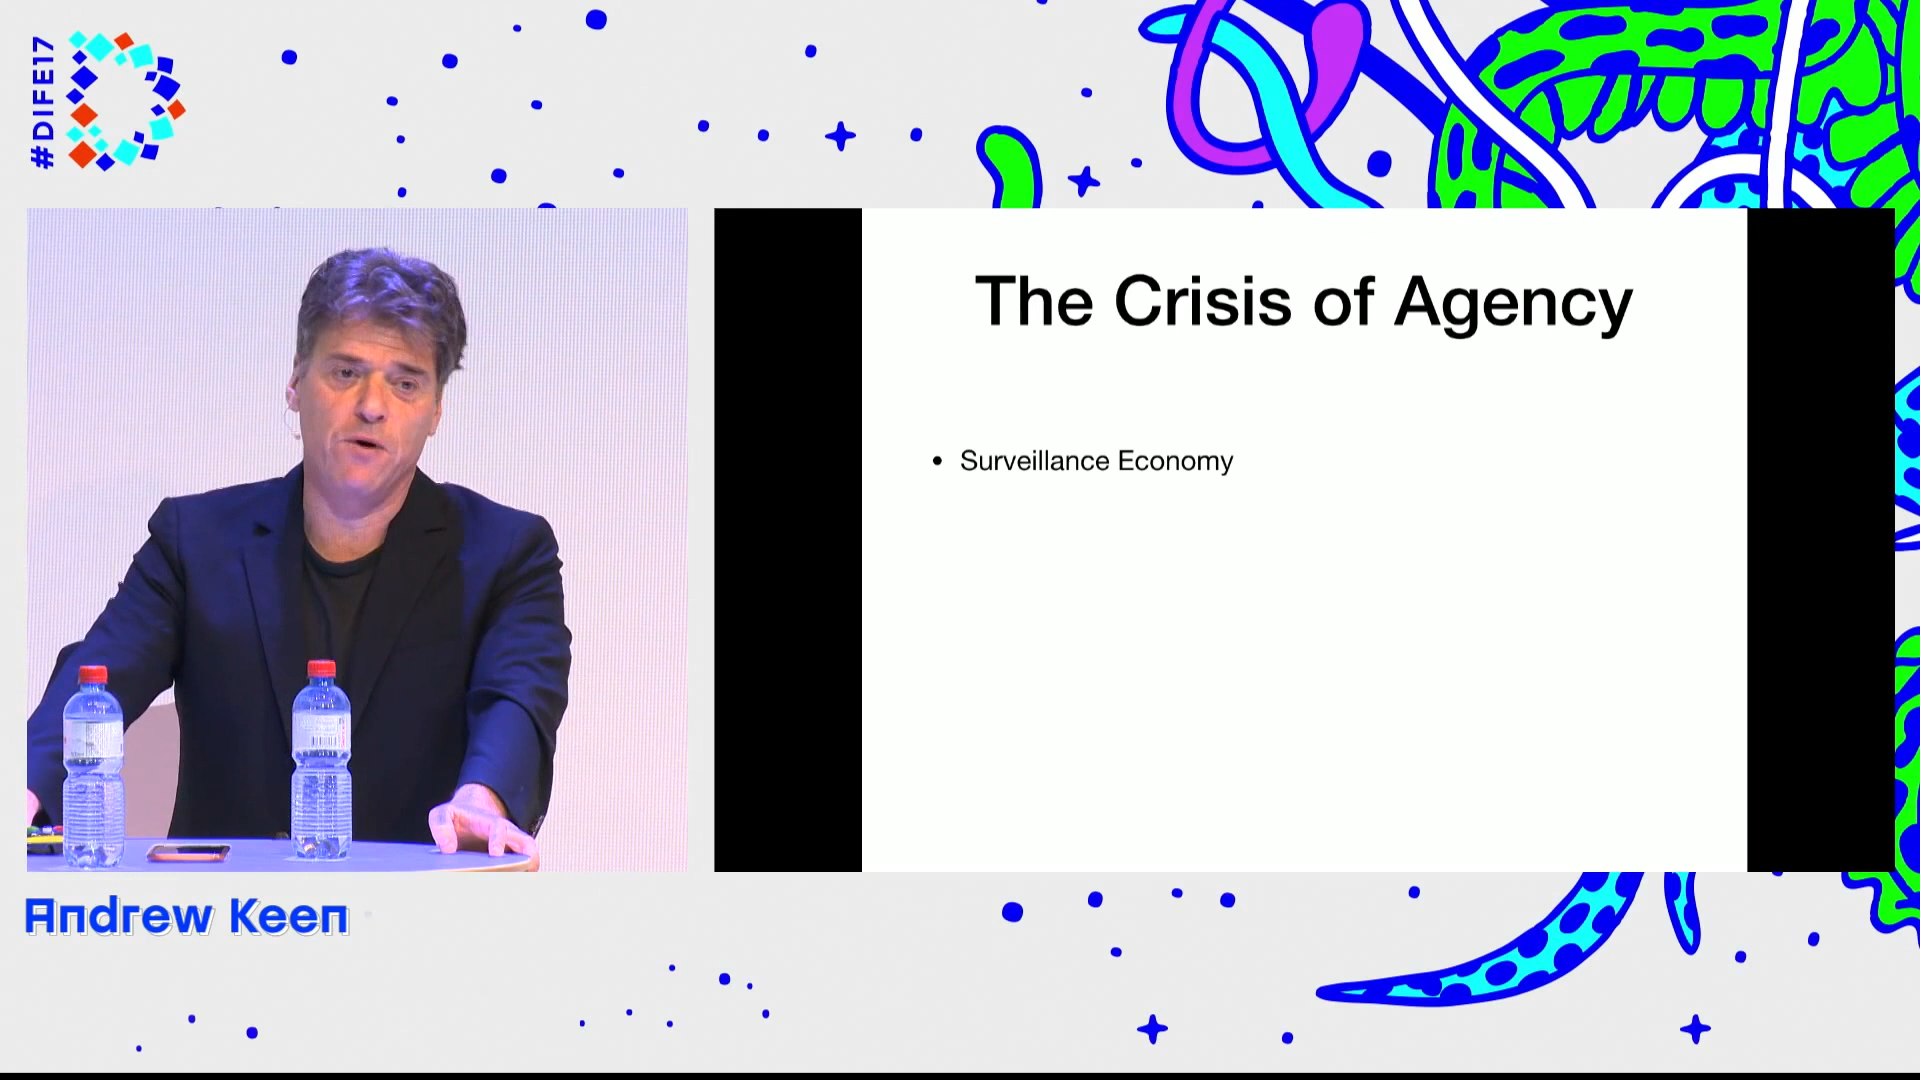 #DIFE17
The Crisis of Agency
• Surveillance Economy
Andrew Keen